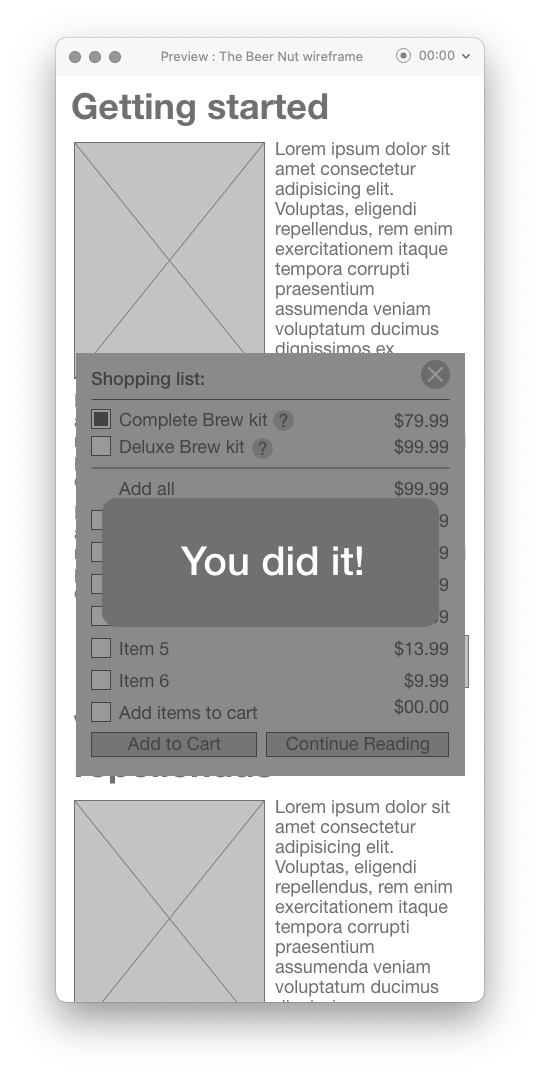 Preview : The Beer Nut wireframe
00:00
Getting started
Lorem ipsum dolor sit
amet consectetur
adipisicing elit.
Voluptas, eligendi
repellendus, rem enim
exercitationem itaque
tempora corrupti
praesentium
assumenda veniam
voluptatum ducimus
dignissimos ex
Shopping list:
Complete Brew kit ? $79.99
Deluxe Brew kit ? $99.99
Add all $99.99
You did it!
Item 5 $13.99
Item 6 $9.99
Add items to cart $00.00
Add to Cart Continue Reading
repellendus
Lorem ipsum dolor sit
amet consectetur
adipisicing elit.
Voluptas, eligendi
repellendus, rem enim
exercitationem itaque
tempora corrupti
praesentium
assumenda veniam
voluptatum ducimus